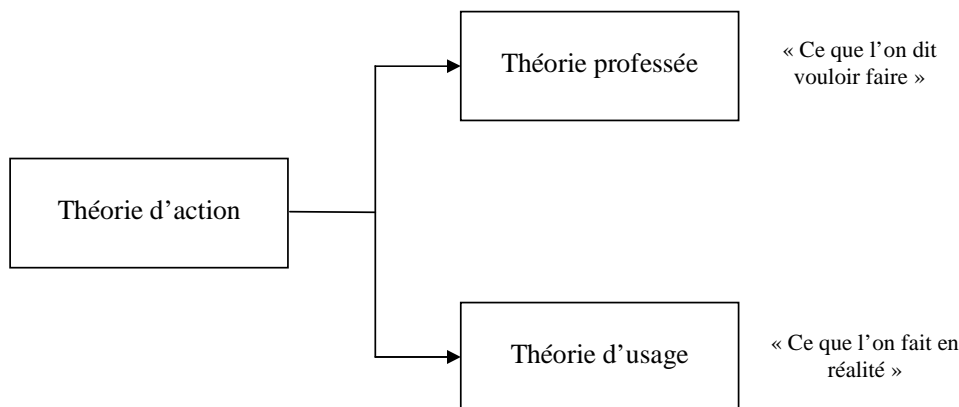 Théorie professée
« Ce que l’on dit
vouloir faire »
Théorie d’action
Théorie d’usage
« Ce que l’on fait en
réalité »